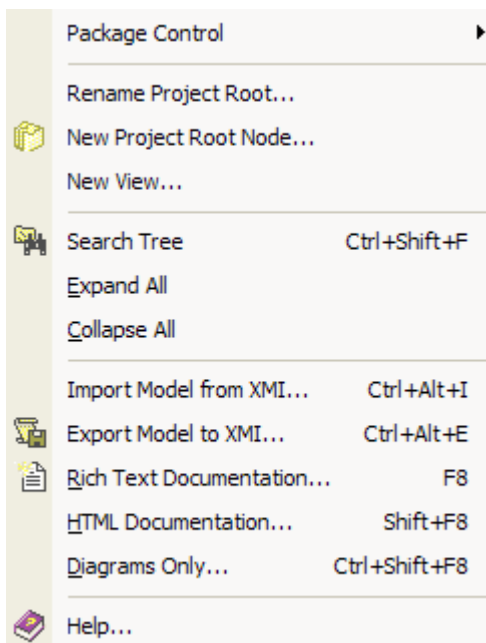 Package Control
Rename Project Root...
New Project Root Node...
New View...
Search Tree Ctrl+Shift+F
Expand All
Collapse All
Import Model from XMI... Ctrl+Alt+I
Export Model to XMI... Ctrl+Alt+E
Rich Text Documentation... F8
HTML Documentation... Shift+F8
Diagrams Only... Ctrl+Shift+F8
Help...